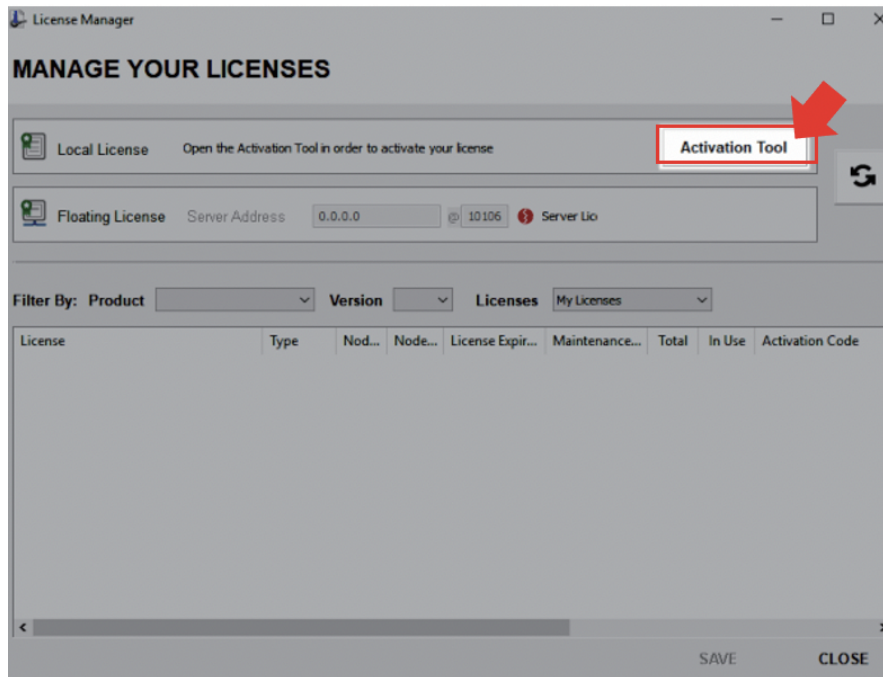 License Manager
MANAGE YOUR LICENSES
Local License Open the Activation Tool in order to activate your license Activation Tool
Floating License Server Address 0.0.0.0 @ 10106 Server Lio
Filter By: Product Version Licenses My Licenses
License Type Nod... Node... License Expir... Maintenance... Total In Use Activation Code
SAVE CLOSE